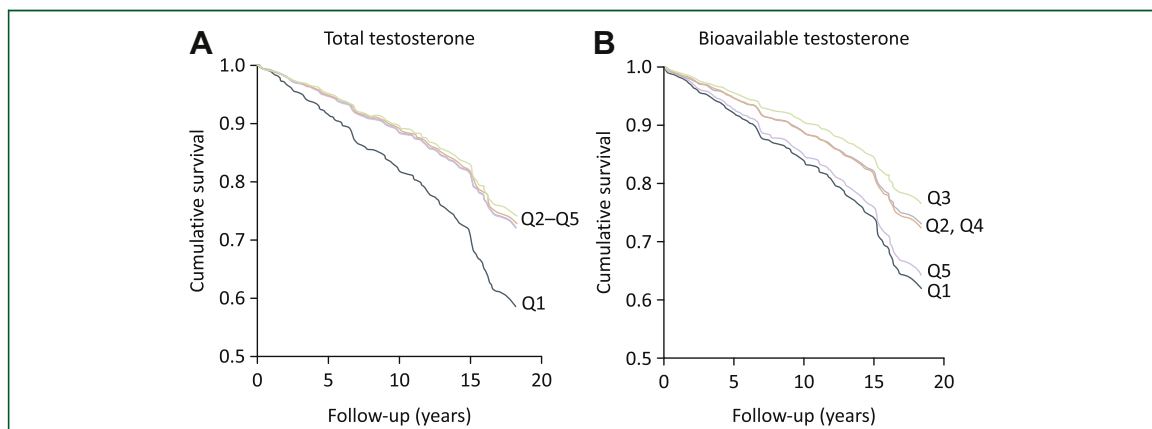 A
Total testosterone
Cumulative survival
1.0
0.9
0.8
0.7
0.6
0.5
Q2–Q5
Q1
0 5 10 15 20
Follow-up (years)
B
Bioavailable testosterone
Cumulative survival
1.0
0.9
0.8
0.7
0.6
0.5
Q3
Q2, Q4
Q5
Q1
0 5 10 15 20
Follow-up (years)